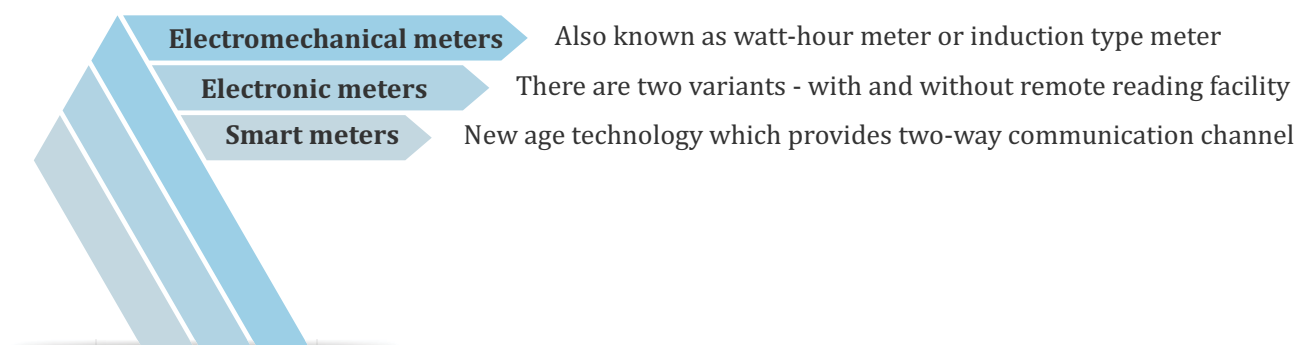 Electromechanical meters Also known as watt-hour meter or induction type meter
Electronic meters There are two variants - with and without remote reading facility
Smart meters New age technology which provides two-way communication channel